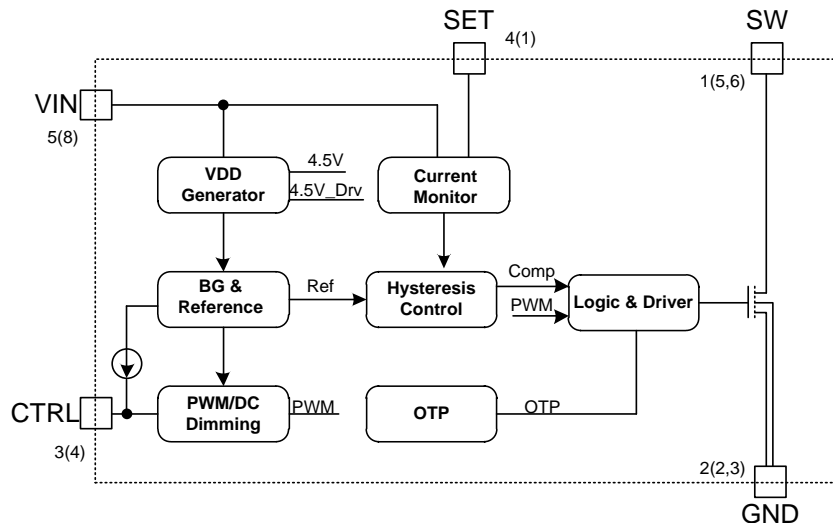 SET
4(1)
SW
1(5,6)
VIN
5(8)
VDD
Generator
4.5V
4.5V_Drv
Current
Monitor
BG &
Reference
Ref
Hysteresis
Control
Comp
PWM
Logic & Driver
CTRL
3(4)
PWM/DC
Dimming
PWM
OTP
OTP
2(2,3)
GND